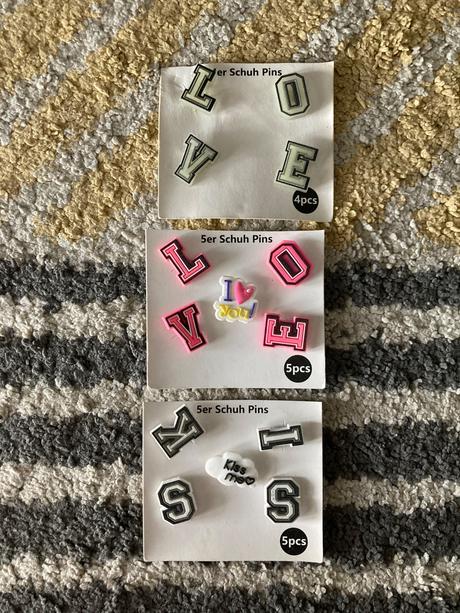 5er Schuh Pins
L O
V E
4pcs
5er Schuh Pins
L O
I
You!
V E
5pcs
5er Schuh Pins
K I
Kiss
me
S S
5pcs